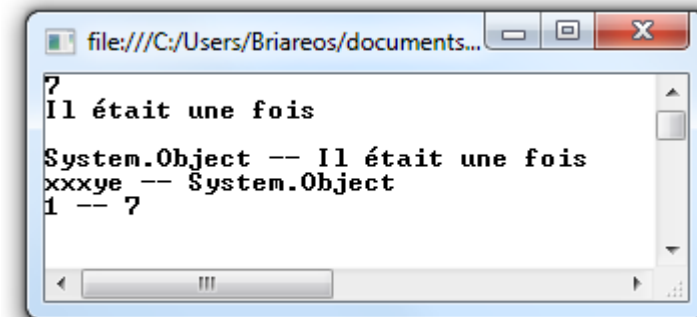 file:///C:/Users/Briareos/documents...
7
Il était une fois
System.Object -- Il était une fois
xxxye -- System.Object
1 -- 7